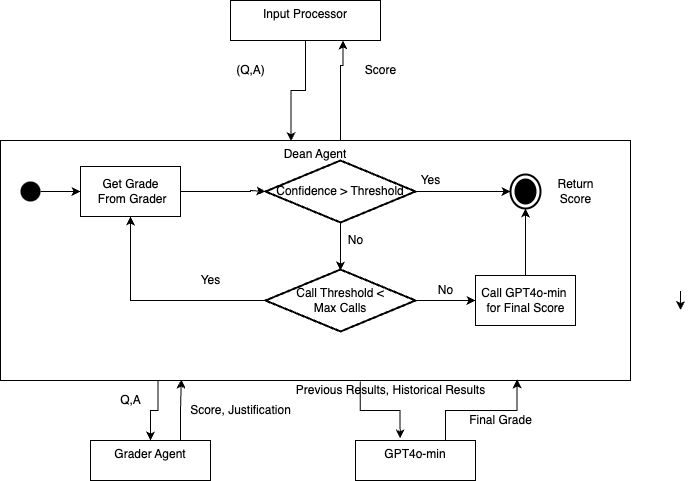 Input Processor
(Q,A)
Score
Dean Agent
Get Grade
From Grader
Confidence > Threshold
Yes
Return
Score
No
Yes
Call Threshold <
Max Calls
No
Call GPT4o-min
for Final Score
Q,A
Score, Justification
Previous Results, Historical Results
Final Grade
Grader Agent
GPT4o-min